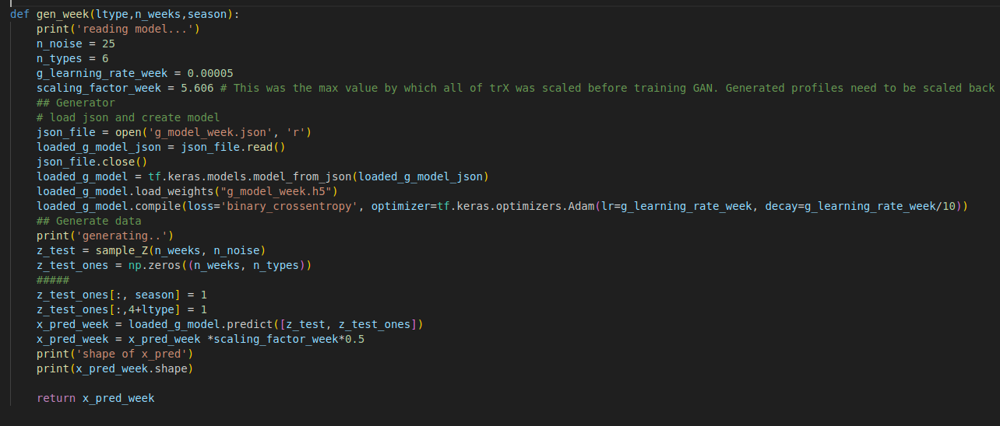 def gen_week(ltype,n_weeks,season):
    print('reading model...')
    n_noise = 25
    n_types = 6
    g_learning_rate_week = 0.00005
    scaling_factor_week = 5.606 # This was the max value by which all of trX was scaled before training GAN. Generated profiles need to be scaled back
    ## Generator
    # load json and create model
    json_file = open('g_model_week.json', 'r')
    loaded_g_model_json = json_file.read()
    json_file.close()
    loaded_g_model = tf.keras.models.model_from_json(loaded_g_model_json)
    loaded_g_model.load_weights("g_model_week.h5")
    loaded_g_model.compile(loss='binary_crossentropy', optimizer=tf.keras.optimizers.Adam(lr=g_learning_rate_week, decay=g_learning_rate_week/10))
    ## Generate data
    print('generating..')
    z_test = sample_Z(n_weeks, n_noise)
    z_test_ones = np.zeros((n_weeks, n_types))
    #####
    z_test_ones[:, season] = 1
    z_test_ones[:,4+ltype] = 1
    x_pred_week = loaded_g_model.predict([z_test, z_test_ones])
    x_pred_week = x_pred_week *scaling_factor_week*0.5
    print('shape of x_pred')
    print(x_pred_week.shape)
    return x_pred_week